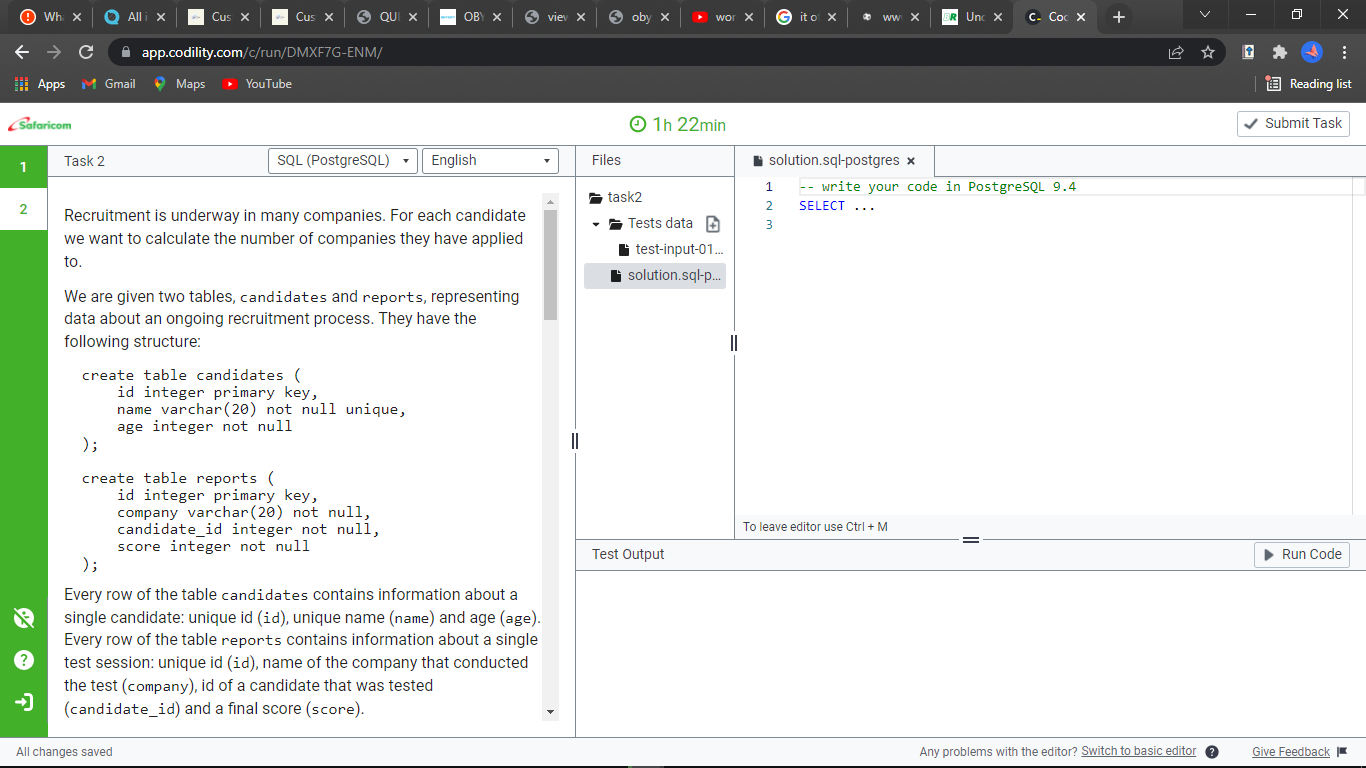 Wh
All i
Cus
Cus
QUI
OBY
viev
oby
wor
it of
ww
Unc
Coc
app.codility.com/c/run/DMXF7G-ENM/
Apps
Gmail
Maps
YouTube
Reading list
Safaricom
1h 22min
Submit Task
1
2
Task 2
SQL (PostgreSQL)
English
Recruitment is underway in many companies. For each candidate
we want to calculate the number of companies they have applied
to.
We are given two tables, candidates and reports, representing
data about an ongoing recruitment process. They have the
following structure:
create table candidates (
id integer primary key,
name varchar(20) not null unique,
age integer not null
);
create table reports (
id integer primary key,
company varchar(20) not null,
candidate_id integer not null,
score integer not null
);
Every row of the table candidates contains information about a
single candidate: unique id (id), unique name (name) and age (age).
Every row of the table reports contains information about a single
test session: unique id (id), name of the company that conducted
the test (company), id of a candidate that was tested
(candidate_id) and a final score (score).
Files
task2
Tests data
test-input-01...
solution.sql-p...
solution.sql-postgres
1 -- write your code in PostgreSQL 9.4
2 SELECT ...
3
To leave editor use Ctrl + M
Test Output
Run Code
All changes saved
Any problems with the editor? Switch to basic editor
Give Feedback